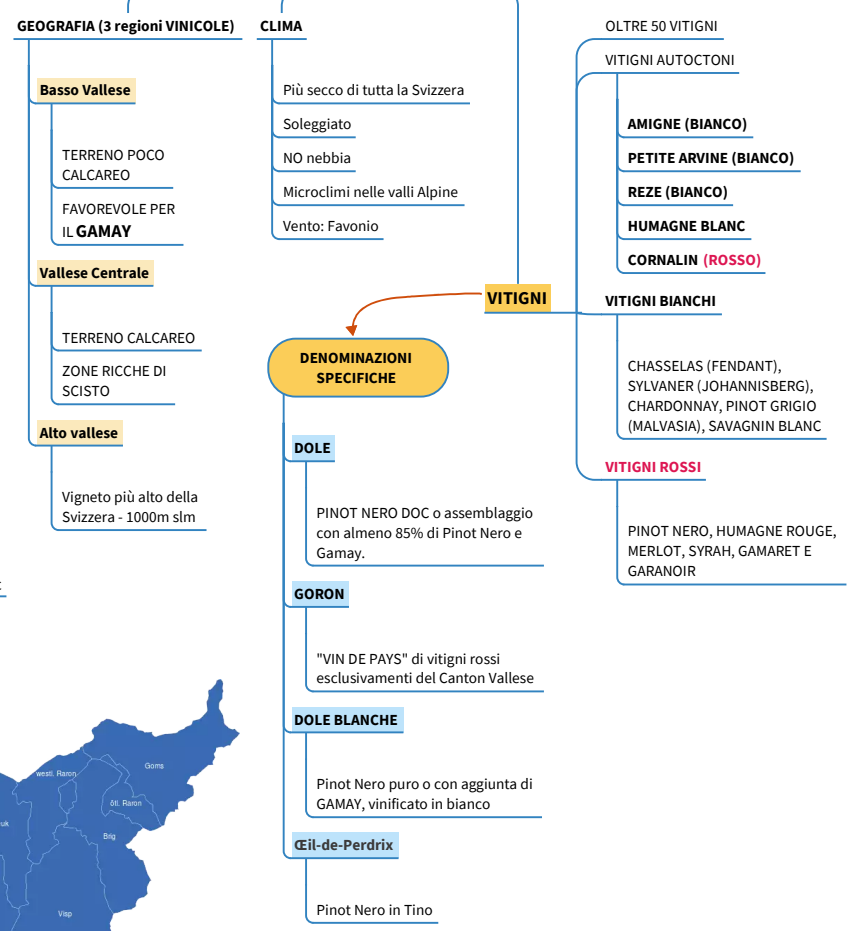 GEOGRAFIA (3 regioni VINICOLE)
Basso Vallese
TERRENO POCO
CALCAREO
FAVOREVOLE PER
IL GAMAY
Vallese Centrale
TERRENO CALCAREO
ZONE RICCHE DI
SCISTO
Alto vallese
Vigneto più alto della
Svizzera - 1000m slm
CLIMA
Più secco di tutta la Svizzera
Soleggiato
NO nebbia
Microclimi nelle valli Alpine
Vento: Favonio
VITIGNI
OLTRE 50 VITIGNI
VITIGNI AUTOCTONI
AMIGNE (BIANCO)
PETITE ARVINE (BIANCO)
REZE (BIANCO)
HUMAGNE BLANC
CORNALIN (ROSSO)
VITIGNI BIANCHI
CHASSELAS (FENDANT),
SYLVANER (JOHANNISBERG),
CHARDONNAY, PINOT GRIGIO
(MALVASIA), SAVAGNIN BLANC
VITIGNI ROSSI
PINOT NERO, HUMAGNE ROUGE,
MERLOT, SYRAH, GAMARET E
GARANOIR
DENOMINAZIONI
SPECIFICHE
DOLE
PINOT NERO DOC o assemblaggio
con almeno 85% di Pinot Nero e
Gamay.
GORON
"VIN DE PAYS" di vitigni rossi
esclusivamenti del Canton Vallese
DOLE BLANCHE
Pinot Nero puro o con aggiunta di
GAMAY, vinificato in bianco
Œil-de-Perdrix
Pinot Nero in Tino
Goms
westl. Raron
östl. Raron
Brig
Visp